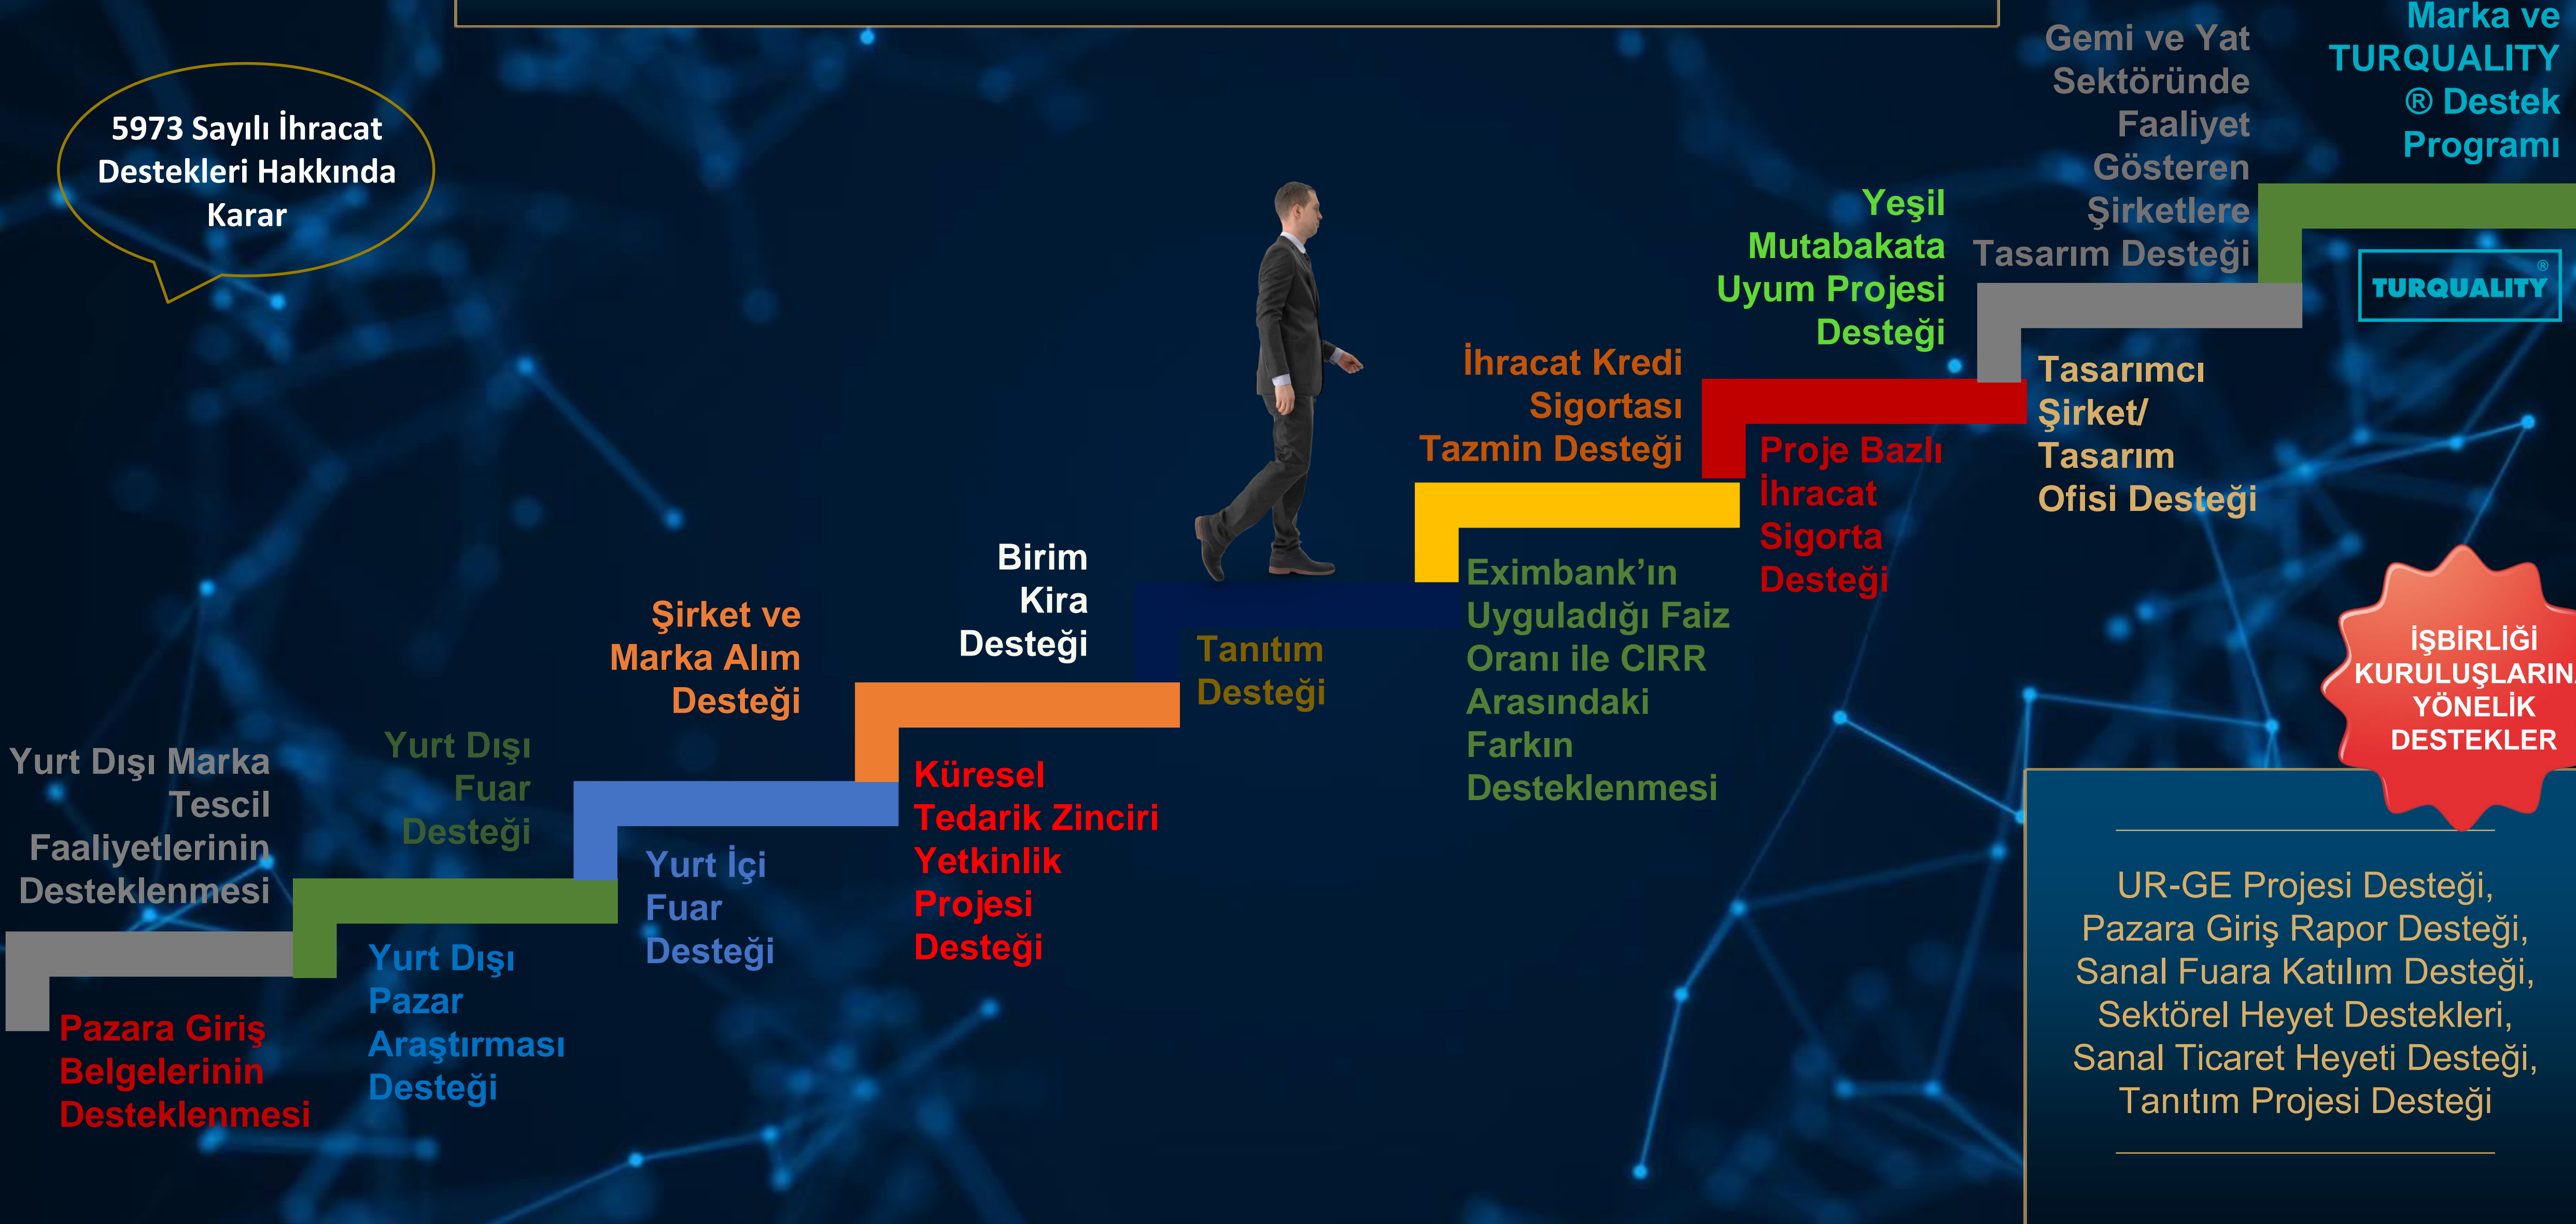 5973 Sayılı İhracat
Destekleri Hakkında
Karar
Yurt Dışı Marka
Tescil
Faaliyetlerinin
Desteklenmesi
Pazara Giriş
Belgelerinin
Desteklenmesi
Yurt Dışı
Fuar
Desteği
Yurt Dışı
Pazar
Araştırması
Desteği
Yurt İçi
Fuar
Desteği
Şirket ve
Marka Alım
Desteği
Küresel
Tedarik Zinciri
Yetkinlik
Projesi
Desteği
Birim
Kira
Desteği
Tanıtım
Desteği
Eximbank’ın
Uyguladığı Faiz
Oranı ile CIRR
Arasındaki
Farkın
Desteklenmesi
İhracat Kredi
Sigortası
Tazmin Desteği
Proje Bazlı
İhracat
Sigorta
Desteği
Yeşil
Mutabakata
Uyum Projesi
Desteği
Gemi ve Yat
Sektöründe
Faaliyet
Gösteren
Şirketlere
Tasarım Desteği
Tasarımcı
Şirket/
Tasarım
Ofisi Desteği
Marka ve
TURQUALITY
® Destek
Programı
TURQUALITY®
İŞBİRLİĞİ
KURULUŞLARINA
YÖNELİK
DESTEKLER
UR-GE Projesi Desteği,
Pazara Giriş Rapor Desteği,
Sanal Fuara Katılım Desteği,
Sektörel Heyet Destekleri,
Sanal Ticaret Heyeti Desteği,
Tanıtım Projesi Desteği